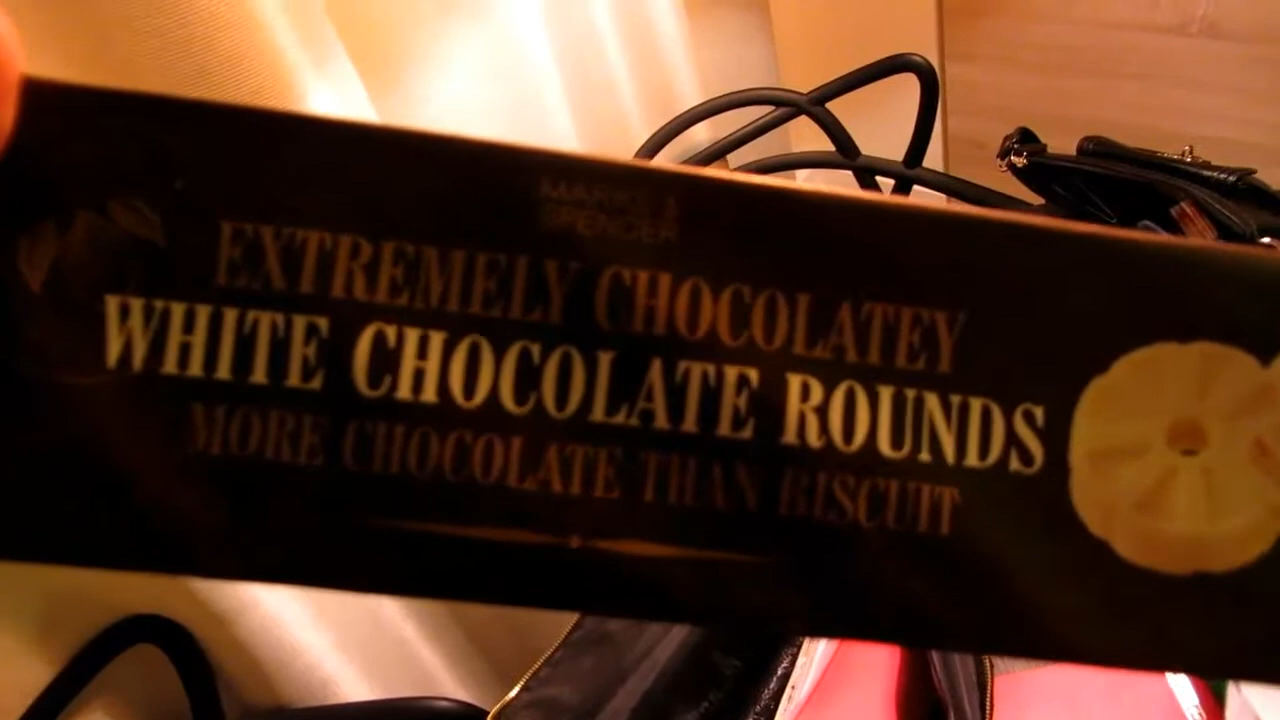 MARKS &
SPENCER
EXTREMELY CHOCOLATEY
WHITE CHOCOLATE ROUNDS
MORE CHOCOLATE THAN BISCUIT